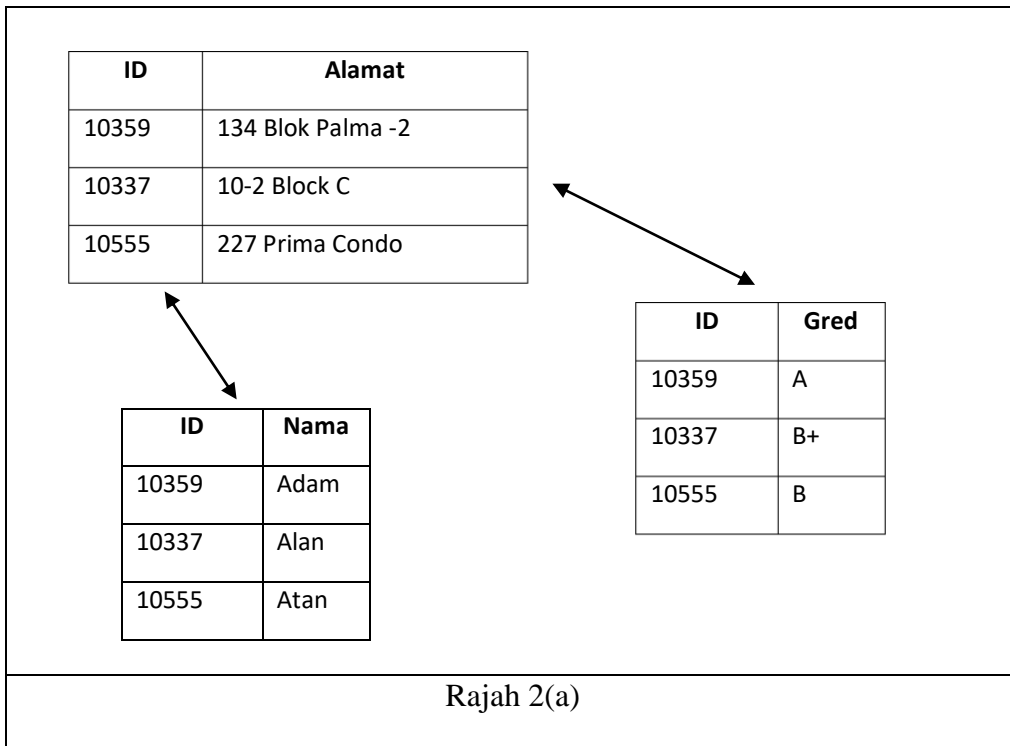 ID Alamat
10359 134 Blok Palma -2
10337 10-2 Block C
10555 227 Prima Condo
ID Gred
10359 A
10337 B+
10555 B
ID Nama
10359 Adam
10337 Alan
10555 Atan
Rajah 2(a)